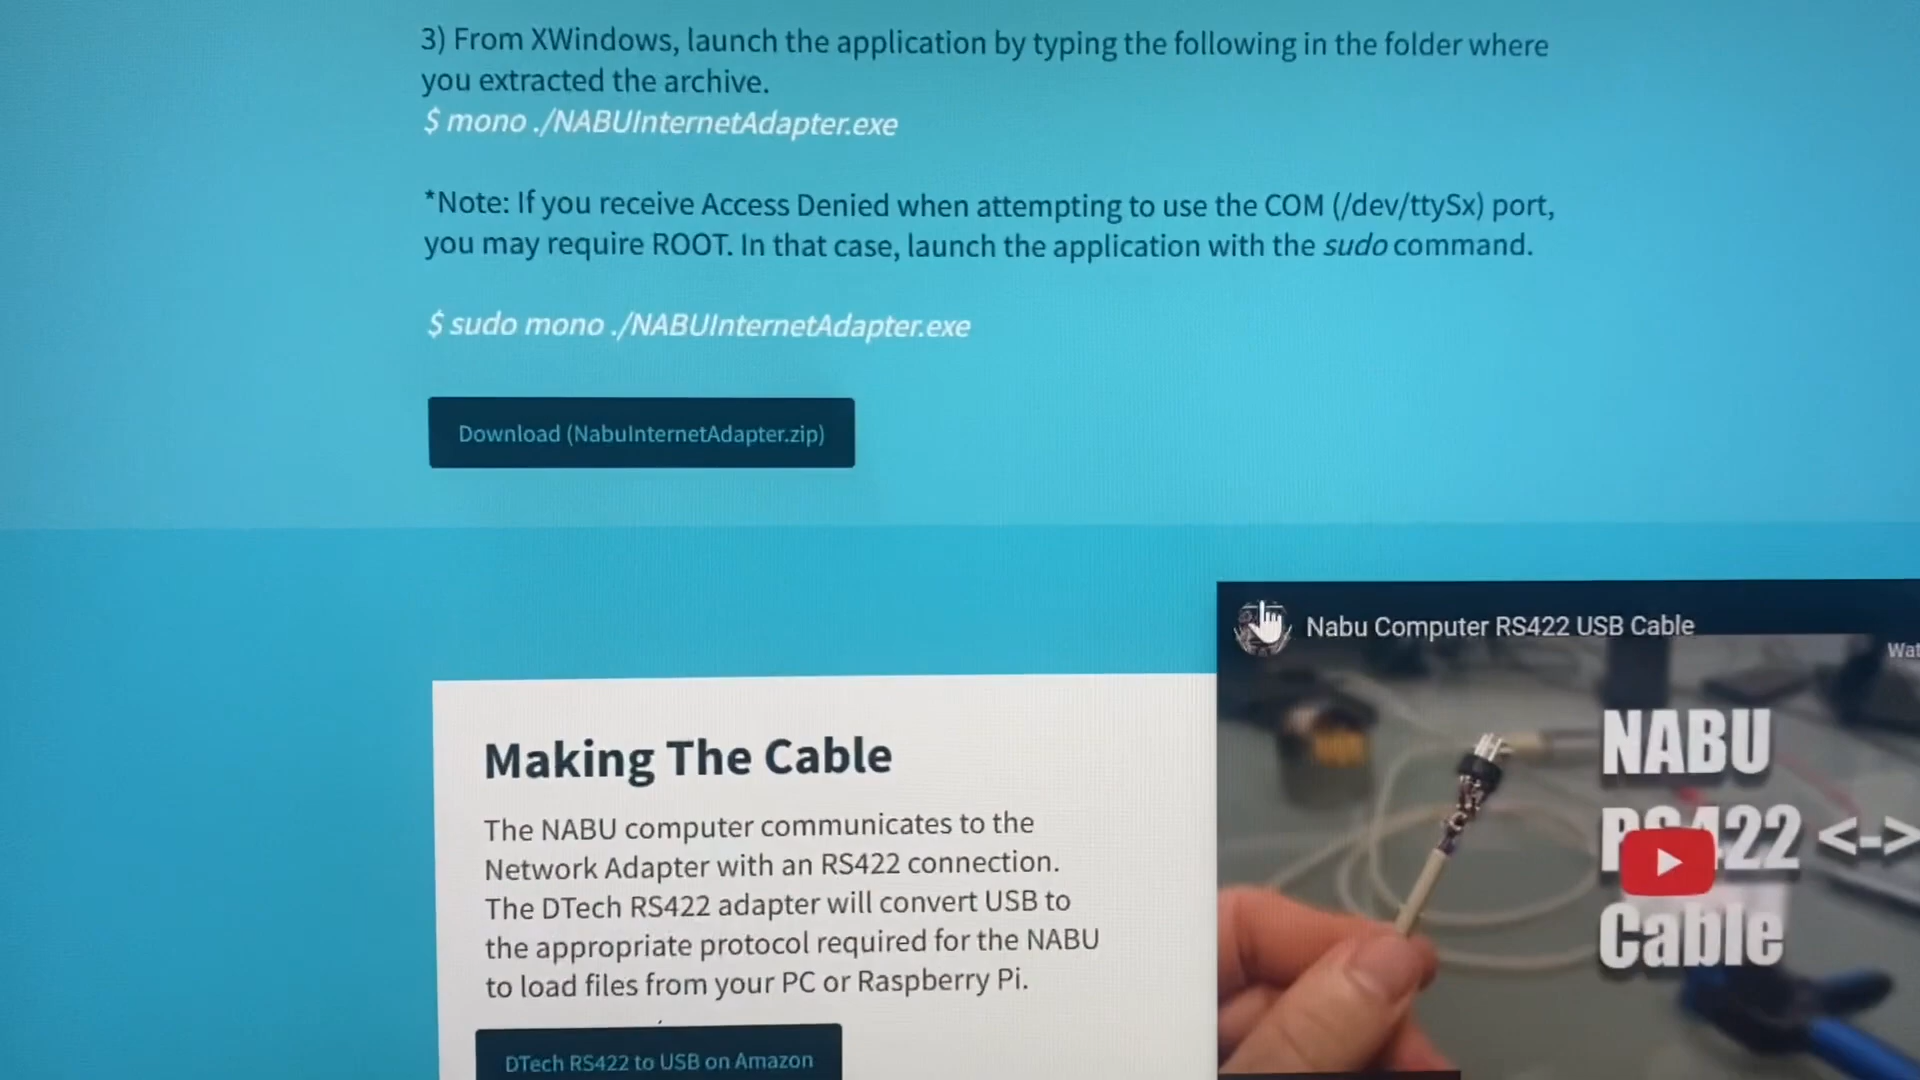 3) From XWindows, launch the application by typing the following in the folder where
you extracted the archive.
$ mono ./NABUInternetAdapter.exe
*Note: If you receive Access Denied when attempting to use the COM (/dev/ttySx) port,
you may require ROOT. In that case, launch the application with the sudo command.
$ sudo mono ./NABUInternetAdapter.exe
Download (NabuInternetAdapter.zip)
Nabu Computer RS422 USB Cable
NABU
RS422 <->
Cable
Making The Cable
The NABU computer communicates to the
Network Adapter with an RS422 connection.
The DTech RS422 adapter will convert USB to
the appropriate protocol required for the NABU
to load files from your PC or Raspberry Pi.
DTech RS422 to USB on Amazon